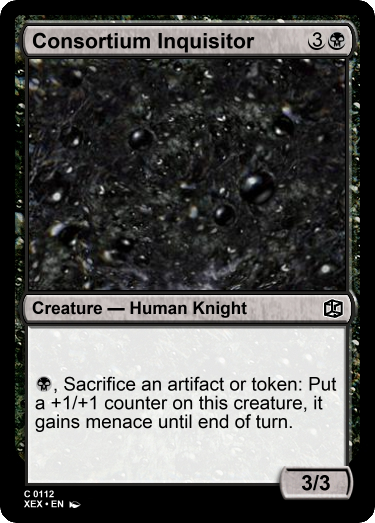 Consortium Inquisitor 3
Creature — Human Knight
, Sacrifice an artifact or token: Put
a +1/+1 counter on this creature, it
gains menace until end of turn.
3/3
C 0112
XEX • EN